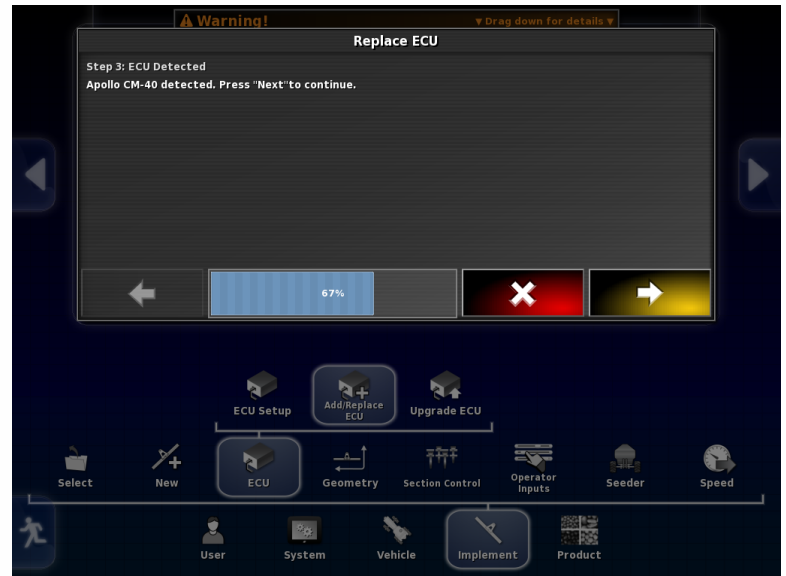 Warning!
▼ Drag down for details ▼
Replace ECU
Step 3: ECU Detected
Apollo CM-40 detected. Press "Next"to continue.
67%
ECU Setup
Add/Replace
ECU
Upgrade ECU
Select
New
ECU
Geometry
Section Control
Operator
Inputs
Seeder
Speed
User
System
Vehicle
Implement
Product